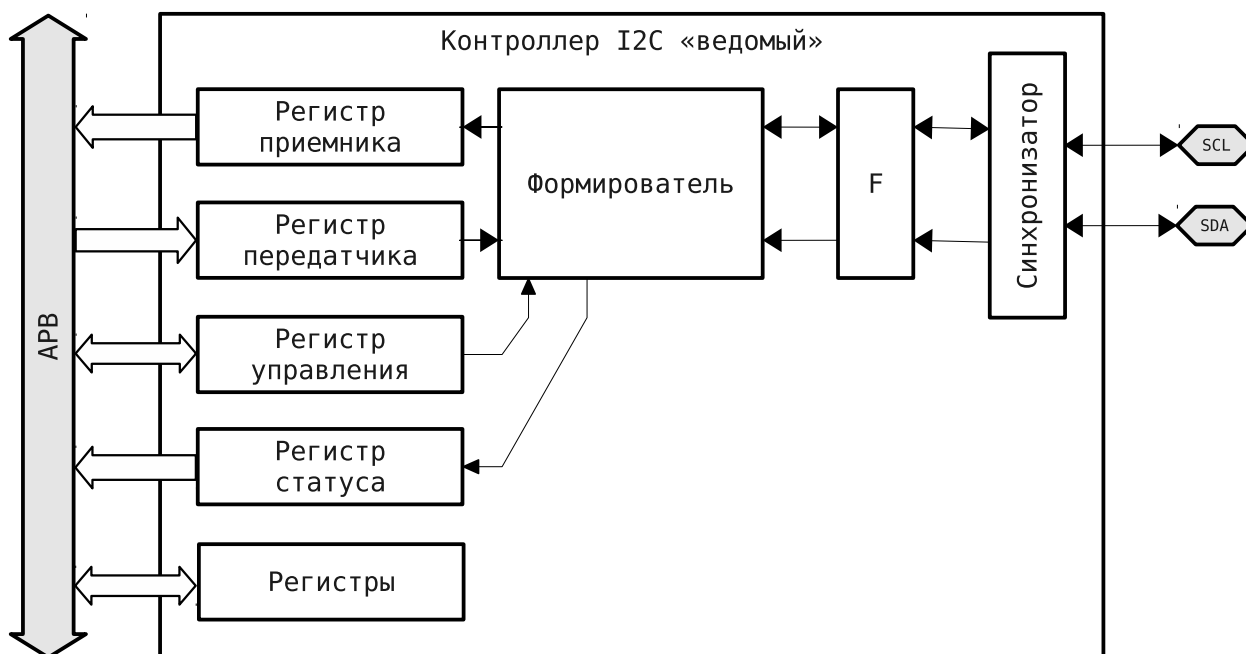 Контроллер I2C «ведомый»
Регистр
приемника
Формирователь
F
Синхронизатор
SCL
SDA
Регистр
передатчика
APB
Регистр
управления
Регистр
статуса
Регистры